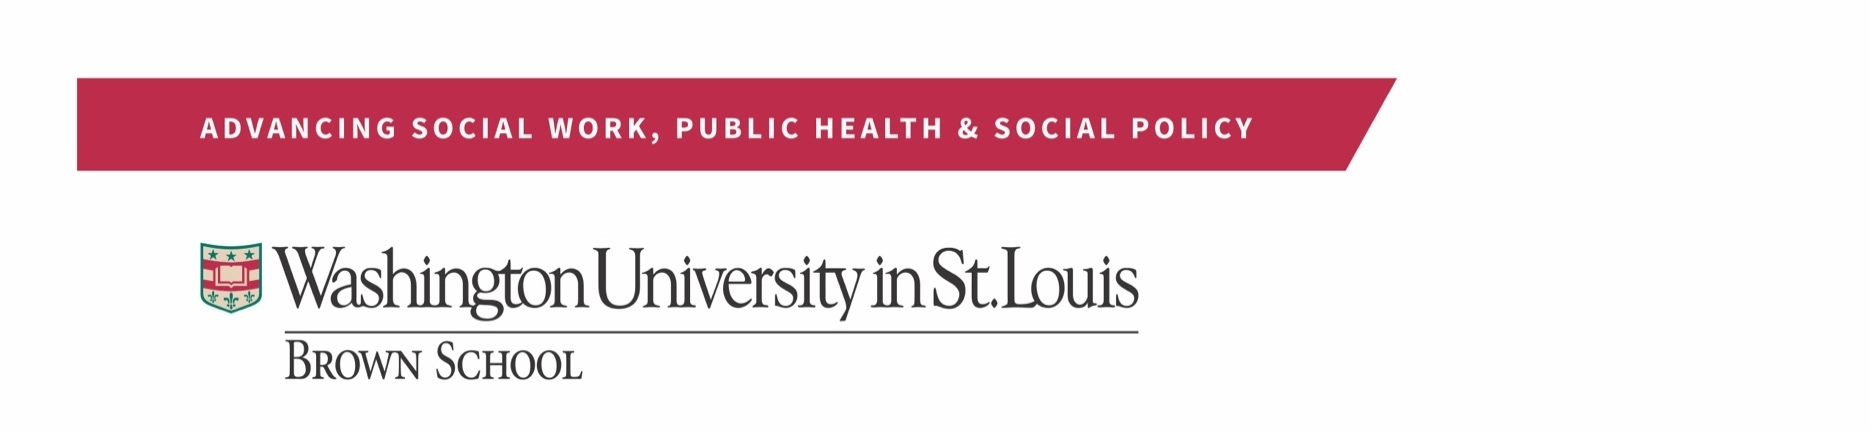 ADVANCING SOCIAL WORK, PUBLIC HEALTH & SOCIAL POLICY
Washington University in St. Louis
BROWN SCHOOL